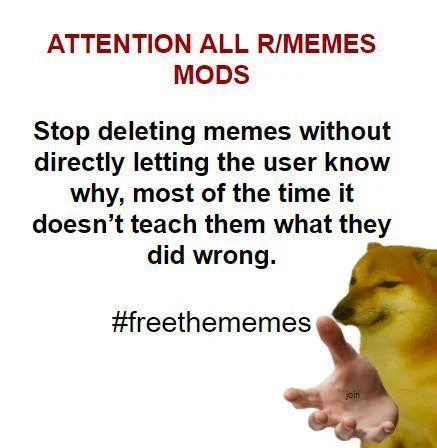 ATTENTION ALL R/MEMES
MODS
Stop deleting memes without
directly letting the user know
why, most of the time it
doesn’t teach them what they
did wrong.
#freethememes
join